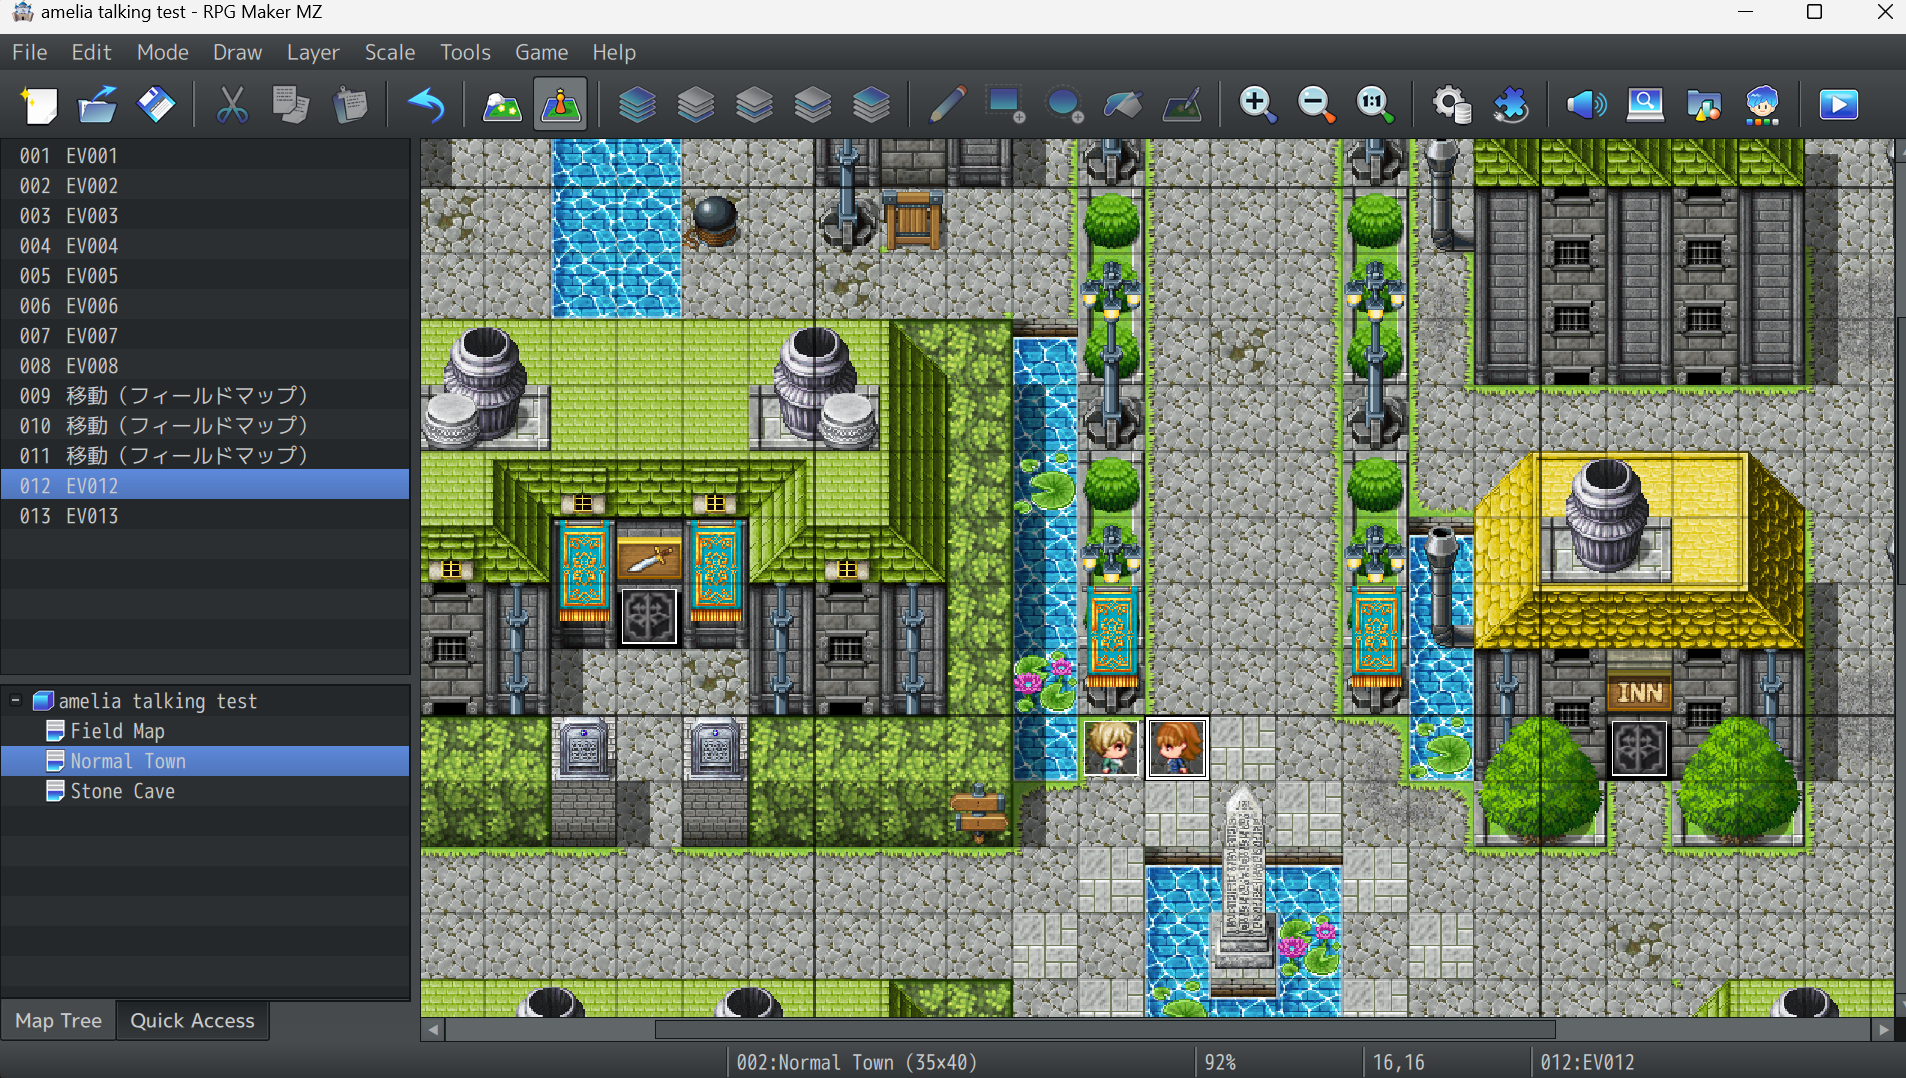 amelia talking test - RPG Maker MZ
File Edit Mode Draw Layer Scale Tools Game Help
1:1
001 EV001
002 EV002
003 EV003
004 EV004
005 EV005
006 EV006
007 EV007
008 EV008
009 移動（フィールドマップ）
010 移動（フィールドマップ）
011 移動（フィールドマップ）
012 EV012
013 EV013
INN
amelia talking test
Field Map
Normal Town
Stone Cave
Map Tree Quick Access
002:Normal Town (35x40) 92% 16,16 012:EV012